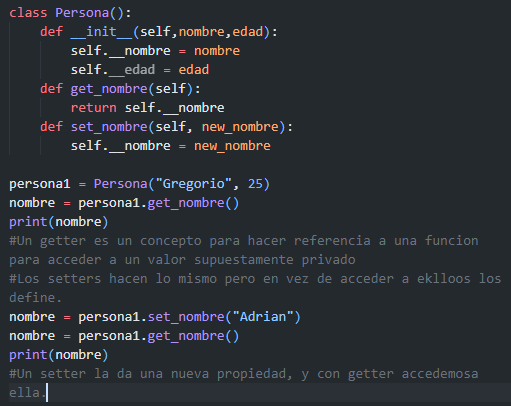 class Persona():
    def __init__(self,nombre,edad):
        self.__nombre = nombre
        self.__edad = edad
    def get_nombre(self):
        return self.__nombre
    def set_nombre(self, new_nombre):
        self.__nombre = new_nombre

persona1 = Persona("Gregorio", 25)
nombre = persona1.get_nombre()
print(nombre)
#Un getter es un concepto para hacer referencia a una funcion
para acceder a un valor supuestamente privado
#Los setters hacen lo mismo pero en vez de acceder a eklloos los
define.
nombre = persona1.set_nombre("Adrian")
nombre = persona1.get_nombre()
print(nombre)
#Un setter la da una nueva propiedad, y con getter accedemosa
ella.